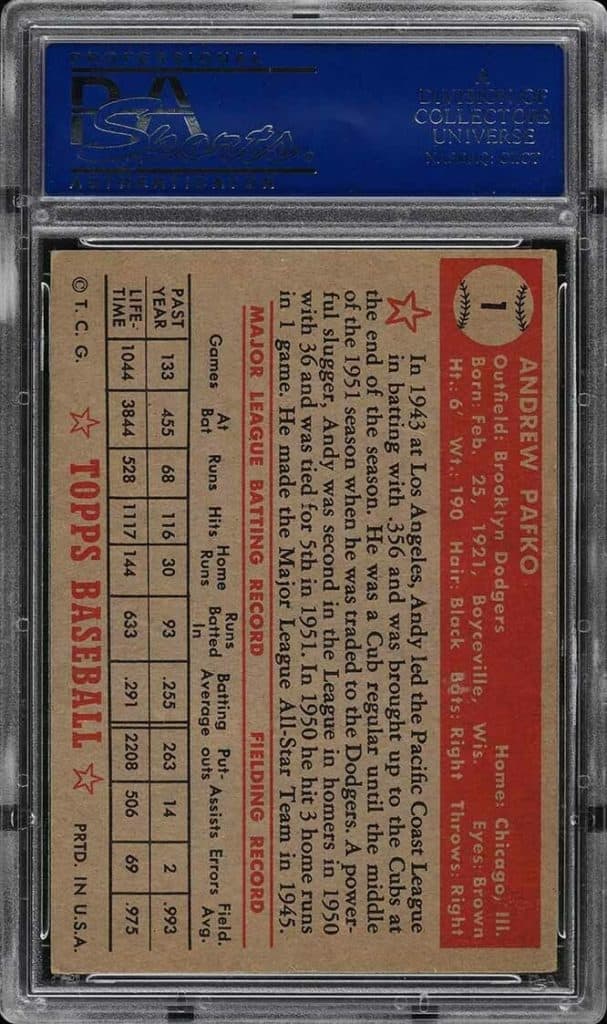 PROFESSIONAL
PSA
Sports
AUTHENTICATOR
A
DIVISION OF
COLLECTORS
UNIVERSE
NASDAQ: CLCT
1
ANDREW PAFKO
Outfield: Brooklyn Dodgers Home: Chicago, Ill.
Born: Feb. 25, 1921, Boyceville, Wis. Eyes: Brown
Ht.: 6' Wt.: 190 Hair: Black Bats: Right Throws: Right
In 1943 at Los Angeles, Andy led the Pacific Coast League
in batting with .356 and was brought up to the Cubs at
the end of the season. He was a Cub regular until the middle
of the 1951 season when he was traded to the Dodgers. A power-
ful slugger, Andy was second in the League in homers in 1950
with 36 and was tied for 5th in 1951. In 1950 he hit 3 home runs
in 1 game. He made the Major League All-Star Team in 1945.
MAJOR LEAGUE BATTING RECORD FIELDING RECORD
Games At Bat Runs Hits Home Runs Runs Batted In Batting Average Put-outs Assists Errors Field. Avg.
PAST YEAR 133 455 68 116 30 93 .255 263 14 2 .993
LIFE-TIME 1044 3844 528 1117 144 633 .291 2208 506 69 .975
© T. C. G. TOPPS BASEBALL PRTD. IN U.S.A.